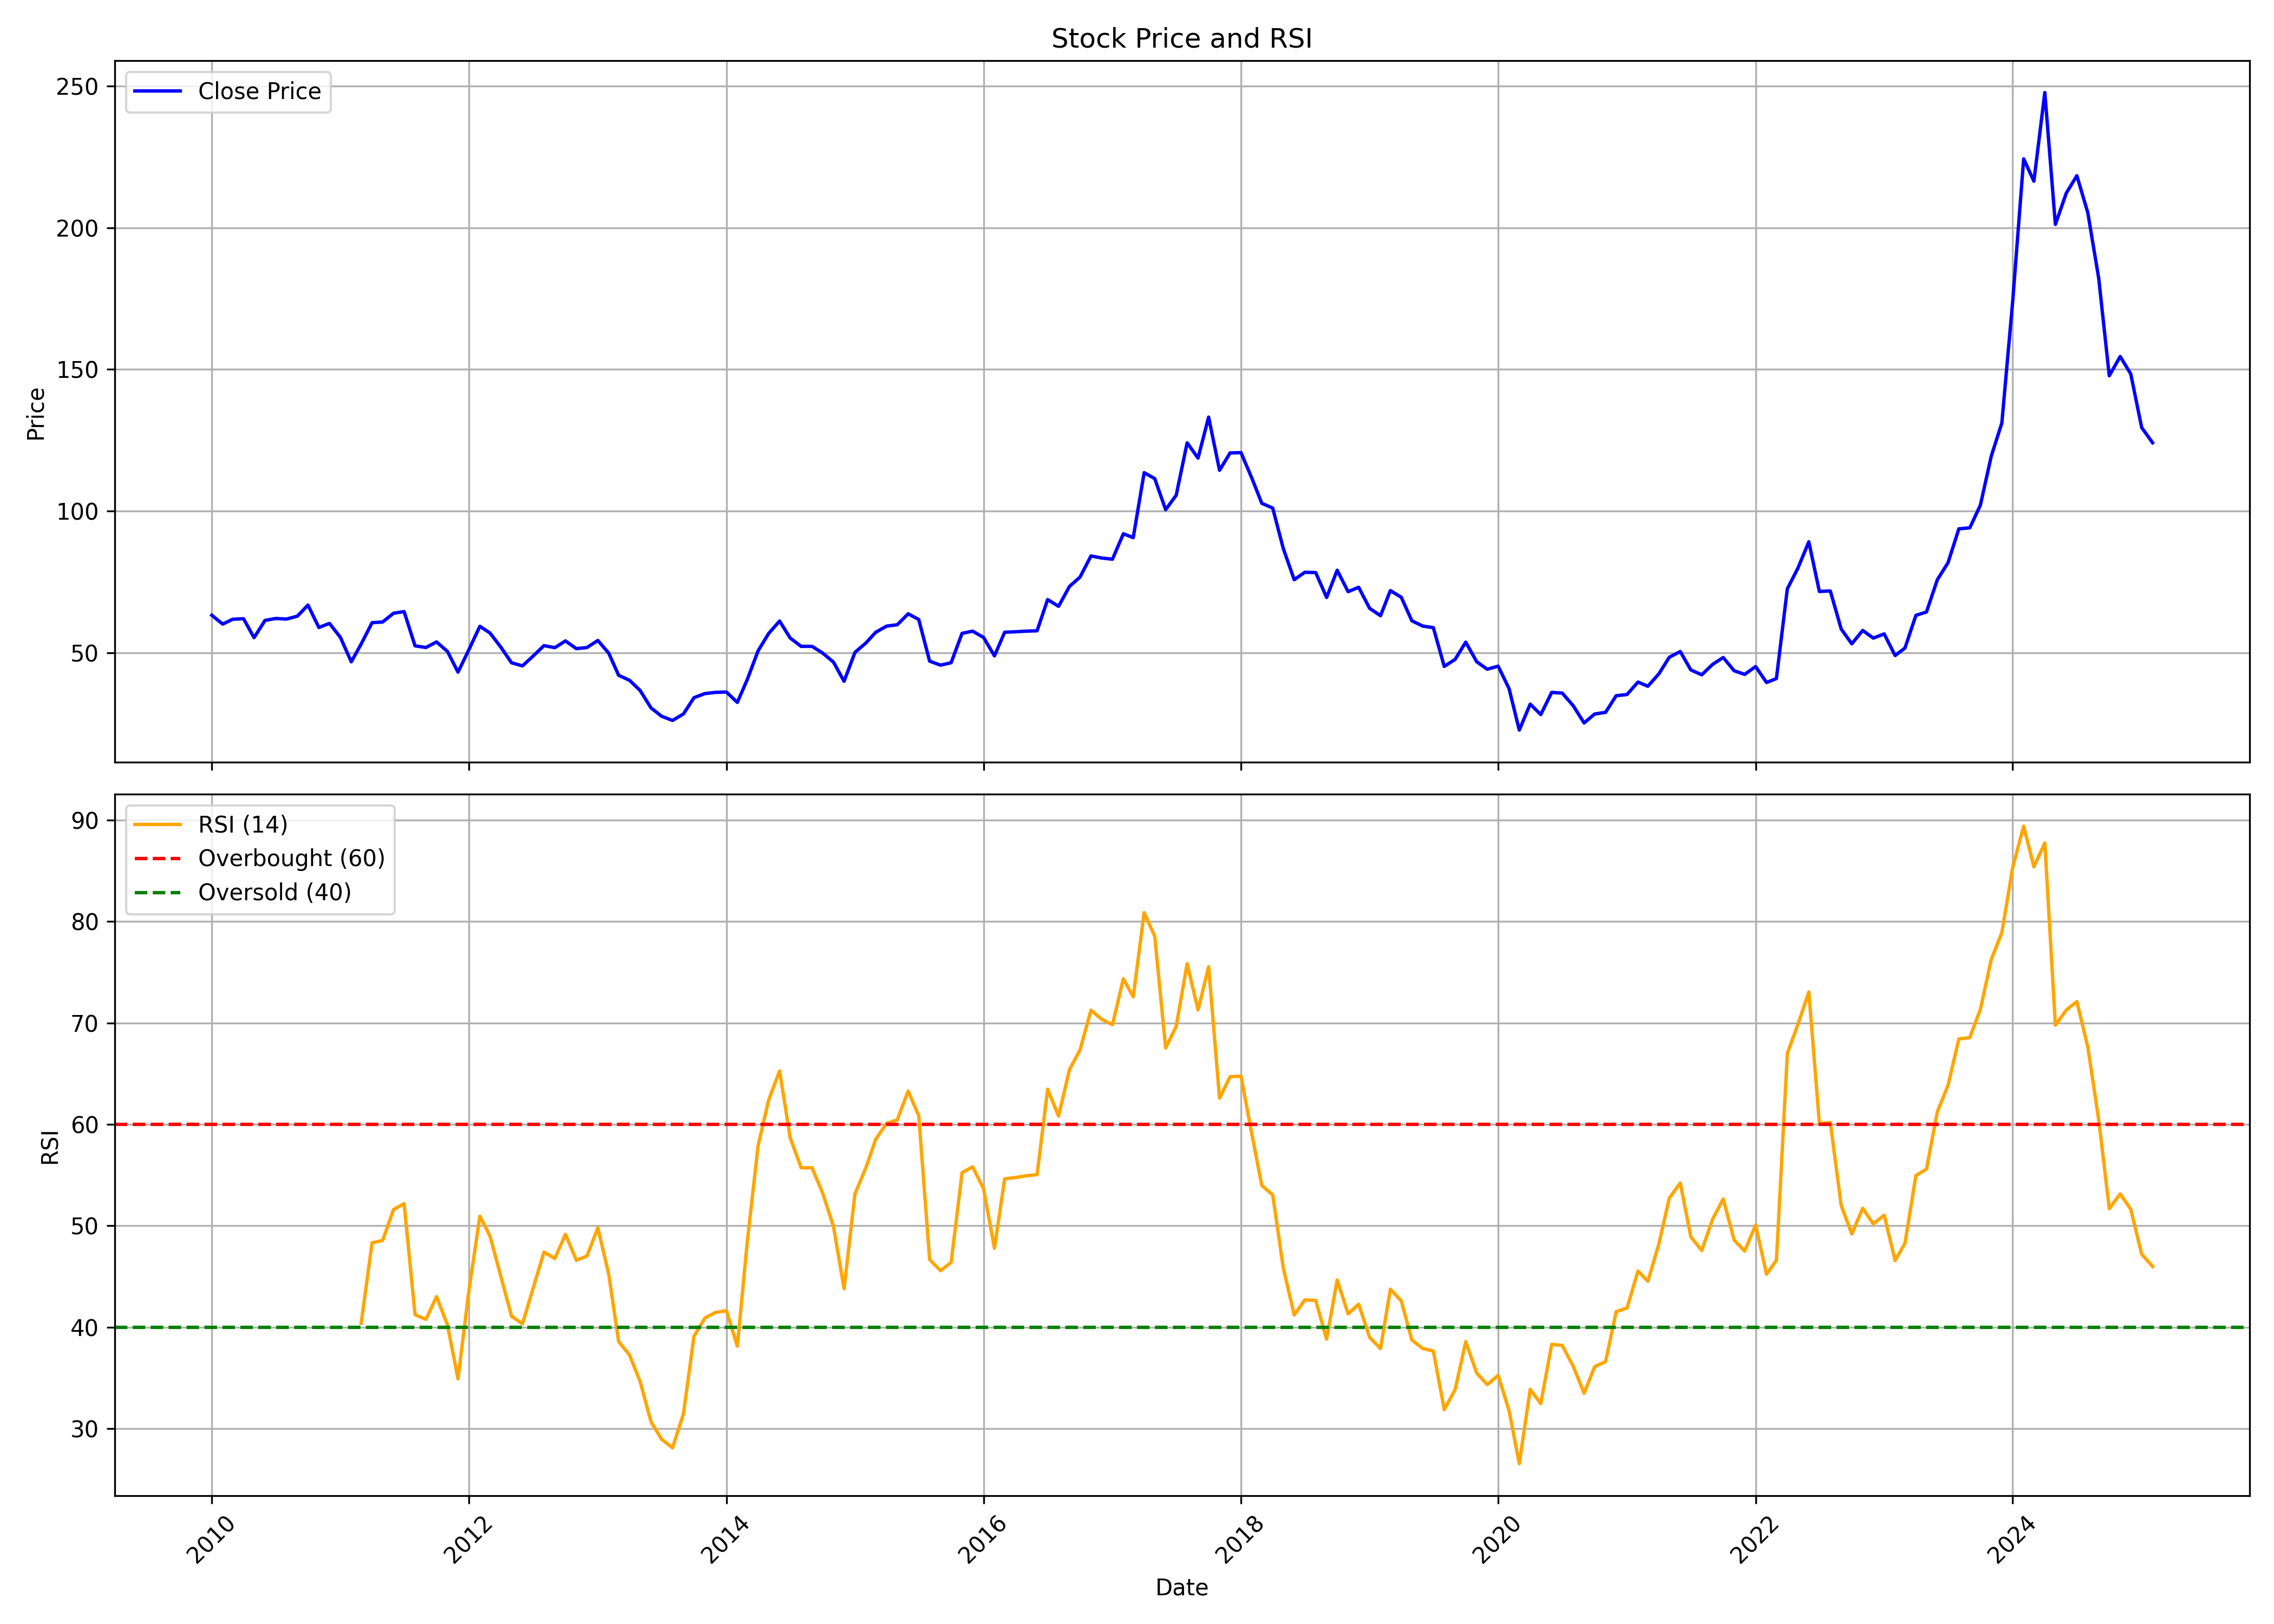 Stock Price and RSI
Close Price
250
200
150
100
50
Price
RSI (14)
Overbought (60)
Oversold (40)
90
80
70
60
50
40
30
RSI
2010
2012
2014
2016
2018
2020
2022
2024
Date